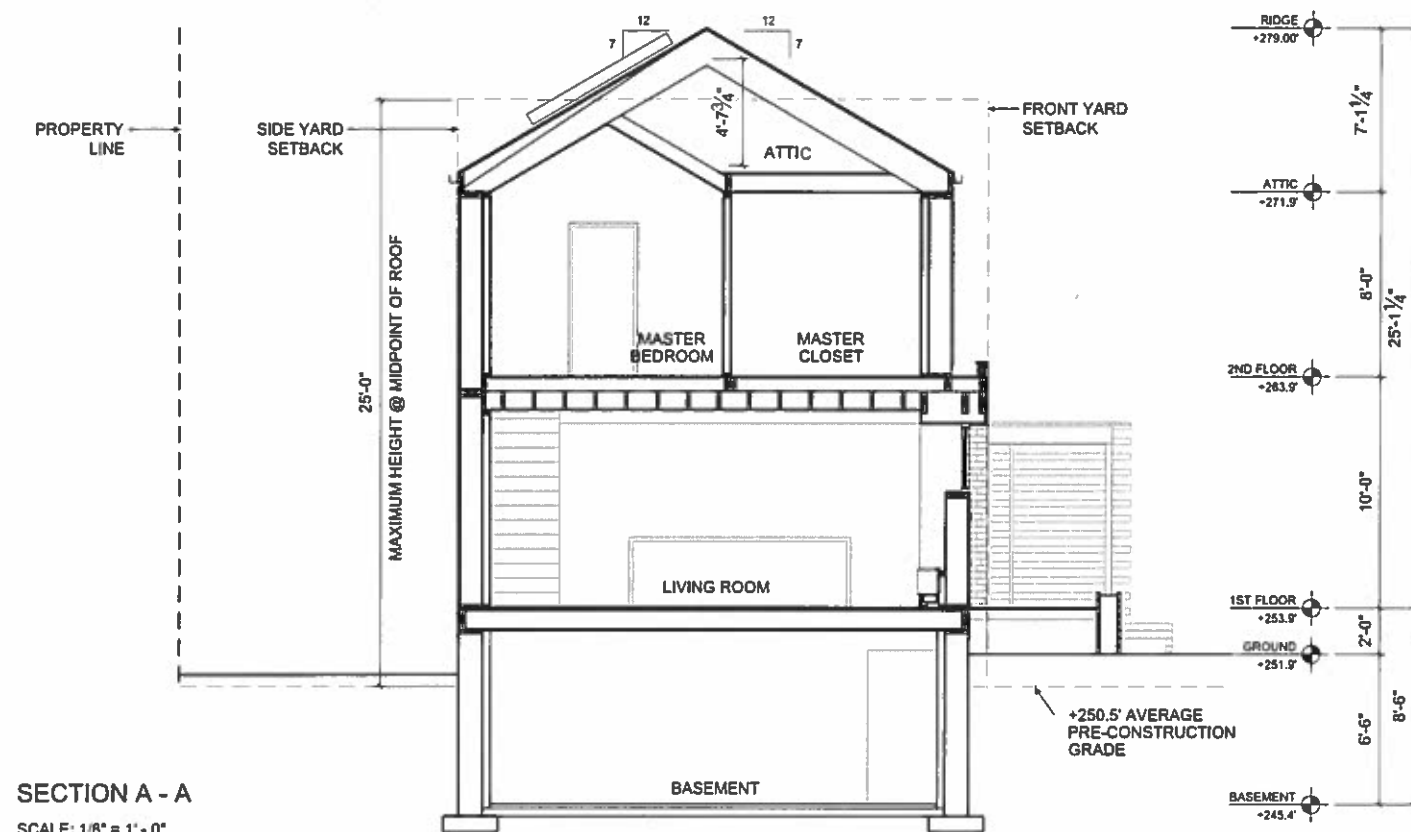 12
7
12
7
RIDGE
+279.00'
4'-7¾"
7'-1¼"
PROPERTY
LINE
SIDE YARD
SETBACK
FRONT YARD
SETBACK
ATTIC
ATTIC
+271.9'
25'-0"
MAXIMUM HEIGHT @ MIDPOINT OF ROOF
8'-0"
25'-1¼"
MASTER
BEDROOM
MASTER
CLOSET
2ND FLOOR
+263.9'
10'-0"
LIVING ROOM
1ST FLOOR
+253.9'
2'-0"
GROUND
+251.9'
+250.5' AVERAGE
PRE-CONSTRUCTION
GRADE
6'-6"
8'-6"
BASEMENT
BASEMENT
+245.4'
SECTION A - A
SCALE: 1/8" = 1' - 0"